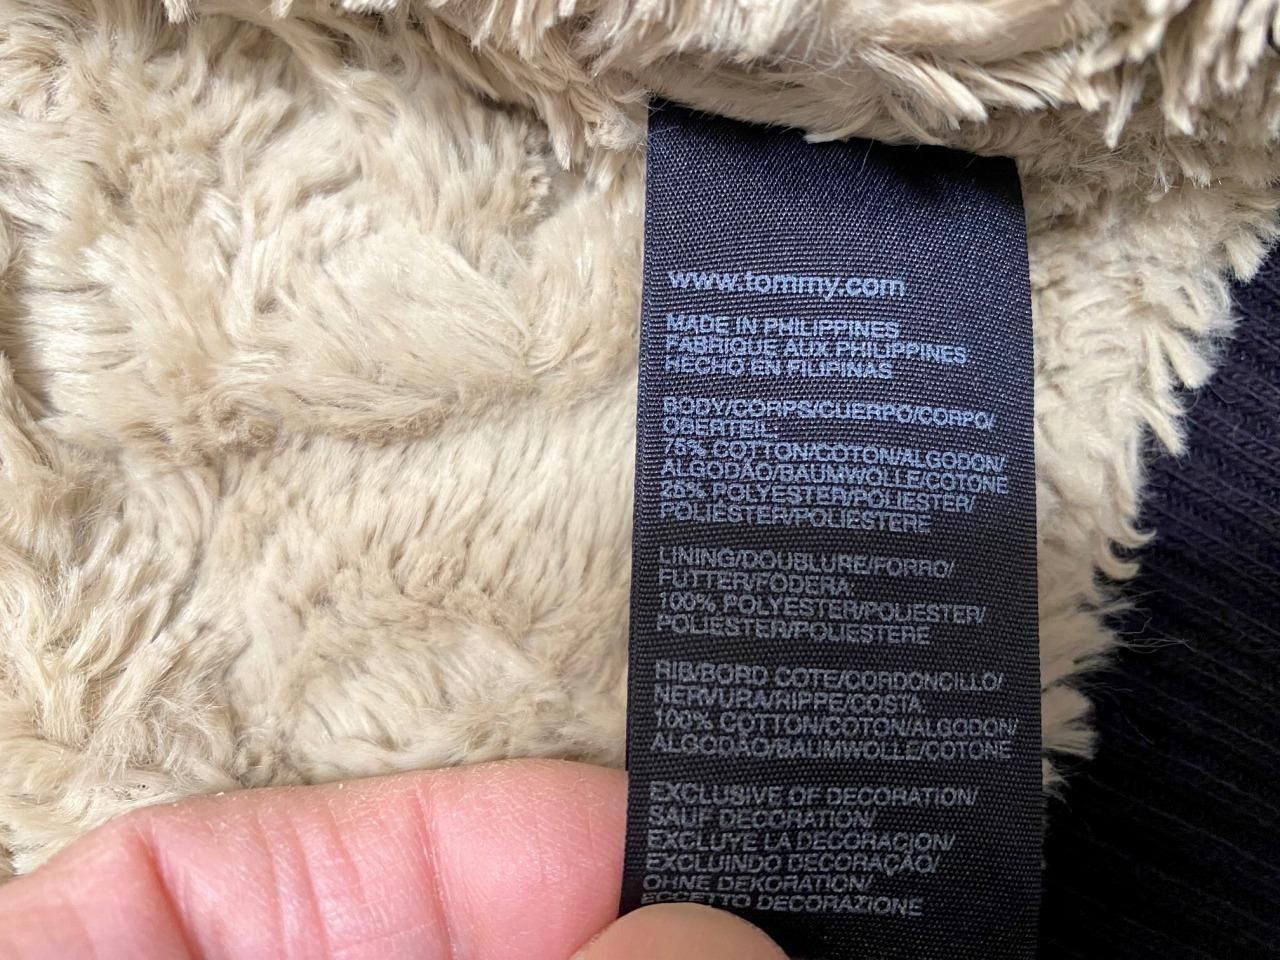 www.tommy.com
MADE IN PHILIPPINES
FABRIQUE AUX PHILIPPINES
HECHO EN FILIPINAS
BODY/CORPS/CUERPO/CORPO/
OBERTEIL
75% COTTON/COTON/ALGODON/
ALGODÃO/BAUMWOLLE/COTONE
25% POLYESTER/POLIESTER/
POLIESTER/POLIESTERE
LINING/DOUBLURE/FORRO/
FUTTER/FODERA
100% POLYESTER/POLIESTER/
POLIESTER/POLIESTERE
RIB/BORD COTE/CORDONCILLO/
NERVURA/RIPPE/COSTA
100% COTTON/COTON/ALGODON/
ALGODÃO/BAUMWOLLE/COTONE
EXCLUSIVE OF DECORATION/
SAUF DECORATION/
EXCLUYE LA DECORACION/
EXCLUINDO DECORAÇÃO/
OHNE DEKORATION/
ECCETTO DECORAZIONE